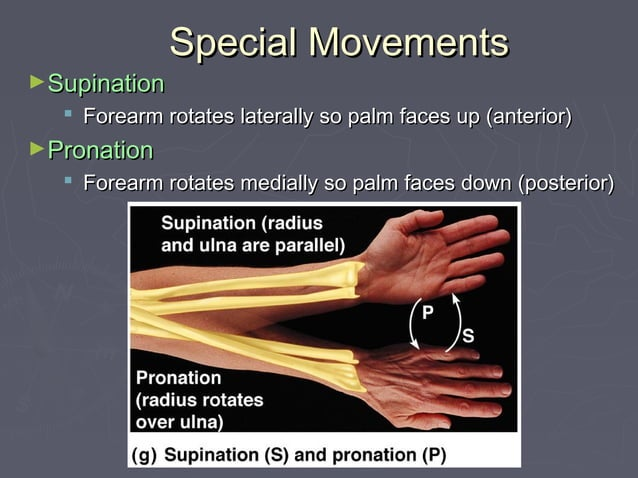 Special Movements
►Supination
▪ Forearm rotates laterally so palm faces up (anterior)
►Pronation
▪ Forearm rotates medially so palm faces down (posterior)
Supination (radius
and ulna are parallel)
P
S
Pronation
(radius rotates
over ulna)
(g) Supination (S) and pronation (P)